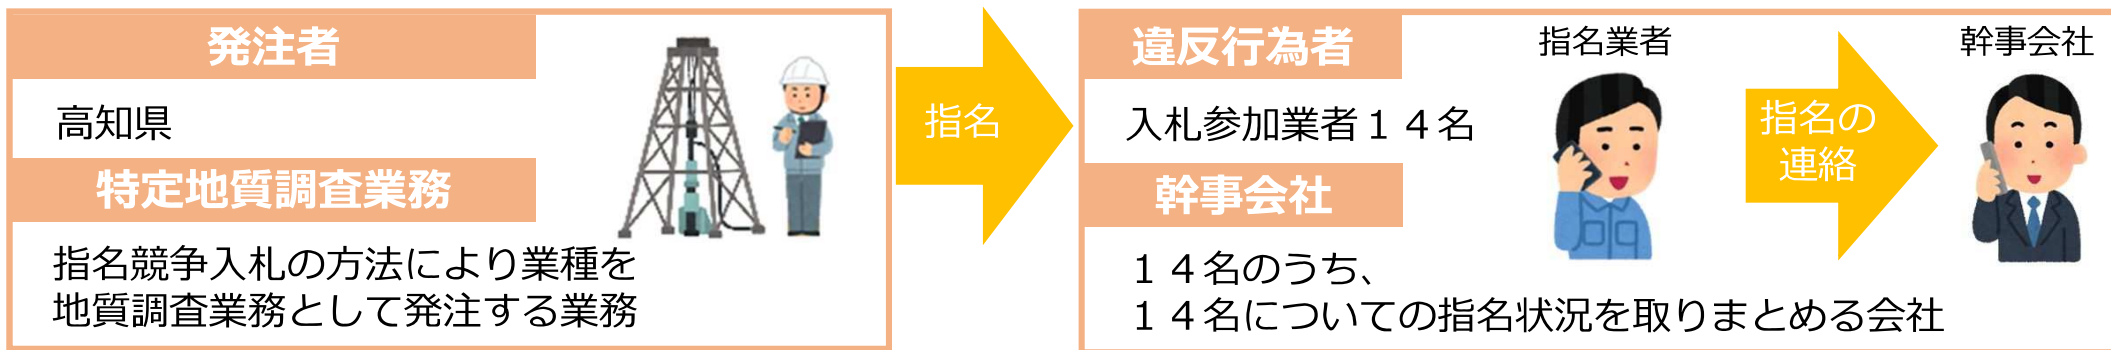 発注者
高知県
特定地質調査業務
指名競争入札の方法により業種を
地質調査業務として発注する業務
指名
違反行為者
入札参加業者１４名
幹事会社
１４名のうち、
１４名についての指名状況を取りまとめる会社
指名業者
指名の
連絡
幹事会社